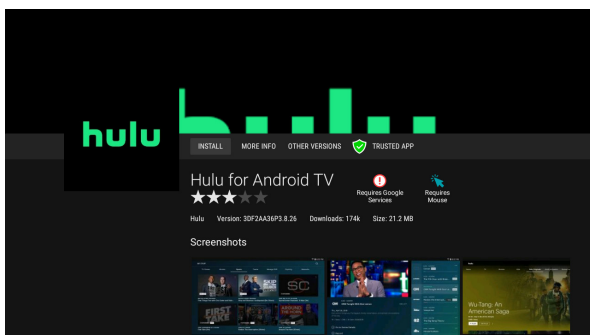 hulu
hulu
INSTALL MORE INFO OTHER VERSIONS TRUSTED APP
Hulu for Android TV
Requires Google
Services
Requires
Mouse
Hulu Version: 3DF2AA36P3.8.26 Downloads: 174k Size: 21.2 MB
Screenshots
SC
Wu-Tang: An
American Saga